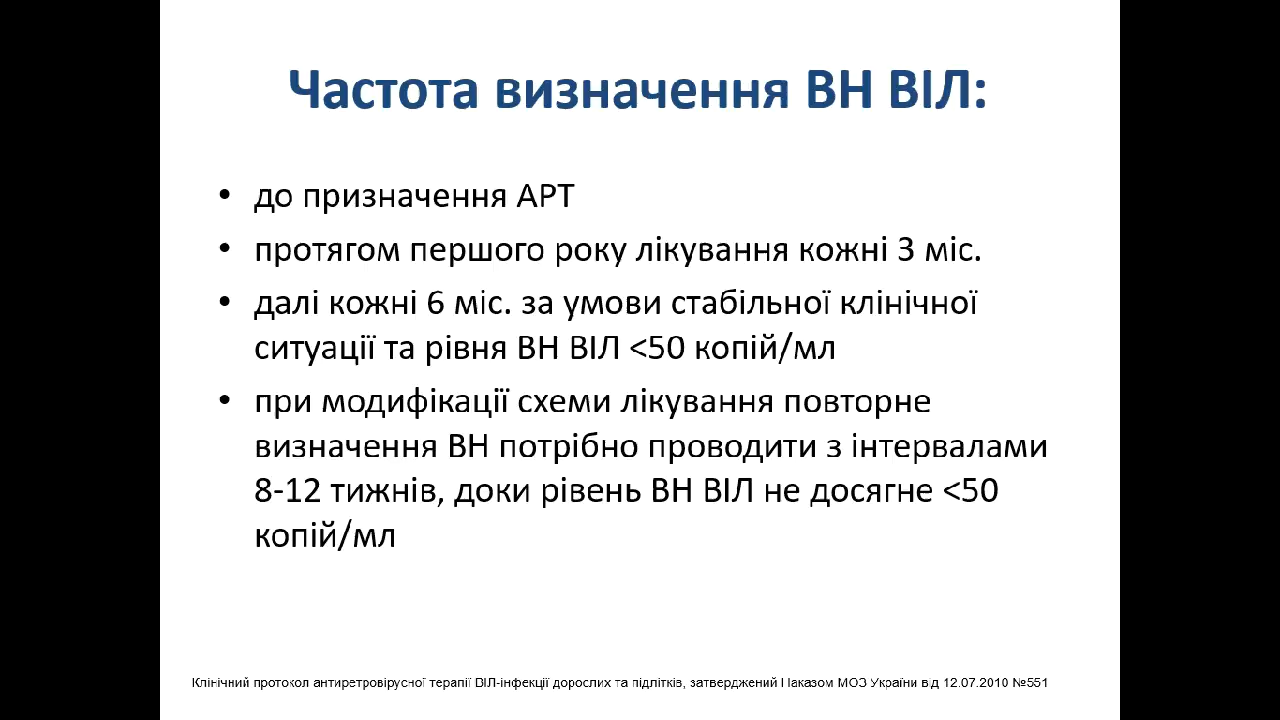 Частота визначення ВН ВІЛ:
• до призначення АРТ
• протягом першого року лікування кожні 3 міс.
• далі кожні 6 міс. за умови стабільної клінічної
ситуації та рівня ВН ВІЛ <50 копій/мл
• при модифікації схеми лікування повторне
визначення ВН потрібно проводити з інтервалами
8-12 тижнів, доки рівень ВН ВІЛ не досягне <50
копій/мл
Клінічний протокол антиретровірусної терапії ВІЛ-інфекції дорослих та підлітків, затверджений Наказом МОЗ України від 12.07.2010 №551